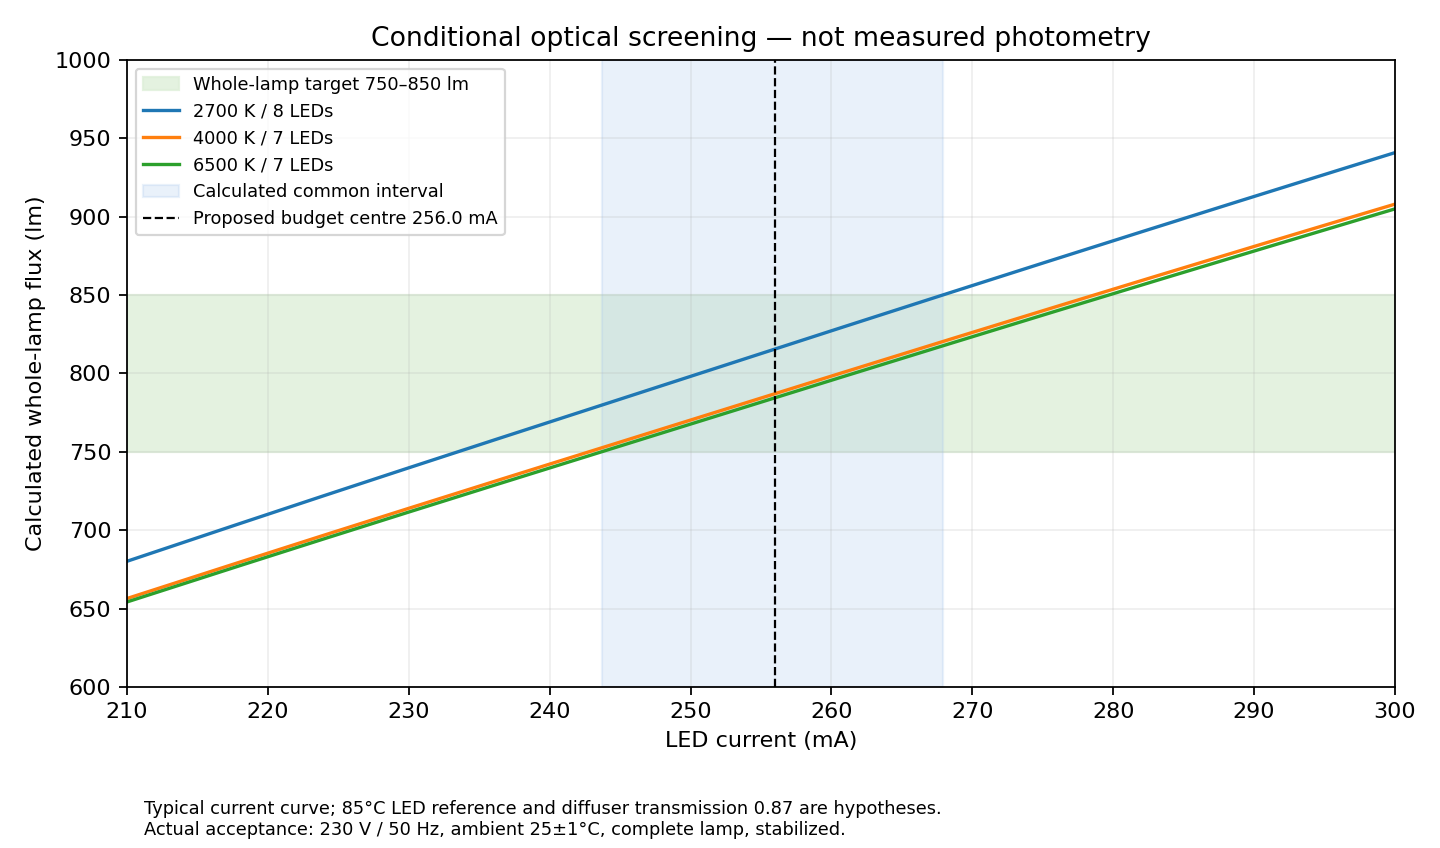 Conditional optical screening — not measured photometry
1000
950
900
850
800
750
700
650
600
Calculated whole-lamp flux (lm)
Whole-lamp target 750–850 lm
2700 K / 8 LEDs
4000 K / 7 LEDs
6500 K / 7 LEDs
Calculated common interval
Proposed budget centre 256.0 mA
210 220 230 240 250 260 270 280 290 300
LED current (mA)
Typical current curve; 85°C LED reference and diffuser transmission 0.87 are hypotheses.
Actual acceptance: 230 V / 50 Hz, ambient 25±1°C, complete lamp, stabilized.